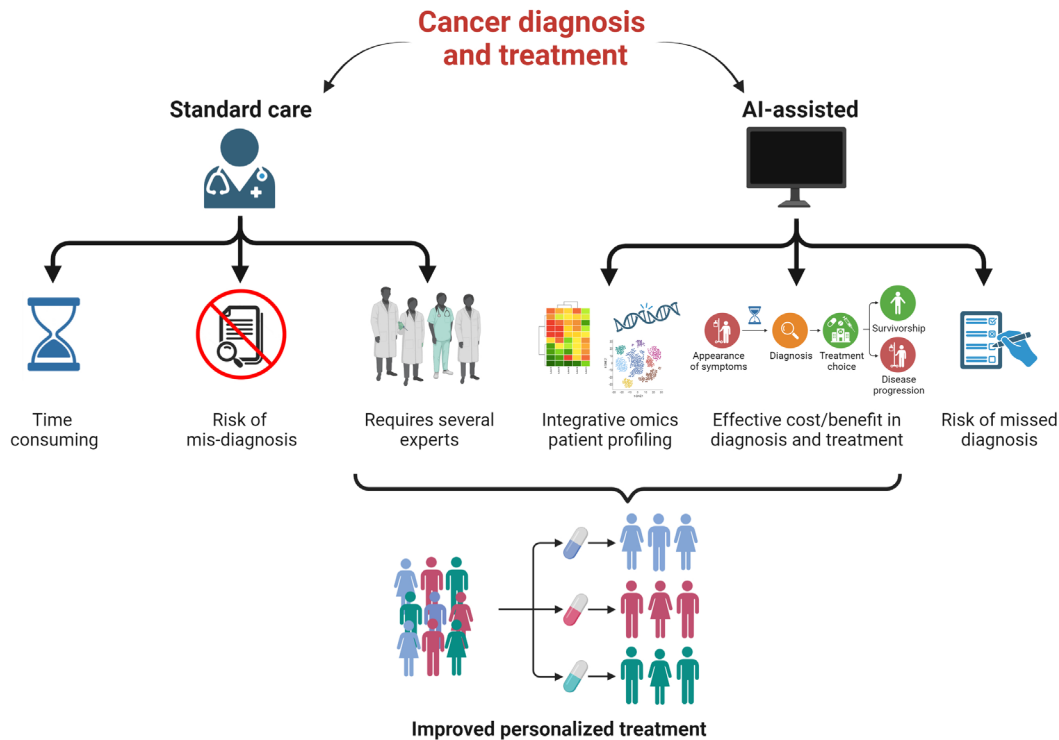 Cancer diagnosis
and treatment
Standard care
AI-assisted
Appearance
of symptoms
Diagnosis
Treatment
choice
Survivorship
Disease
progression
Time
consuming
Risk of
mis-diagnosis
Requires several
experts
Integrative omics
patient profiling
Effective cost/benefit in
diagnosis and treatment
Risk of missed
diagnosis
Improved personalized treatment